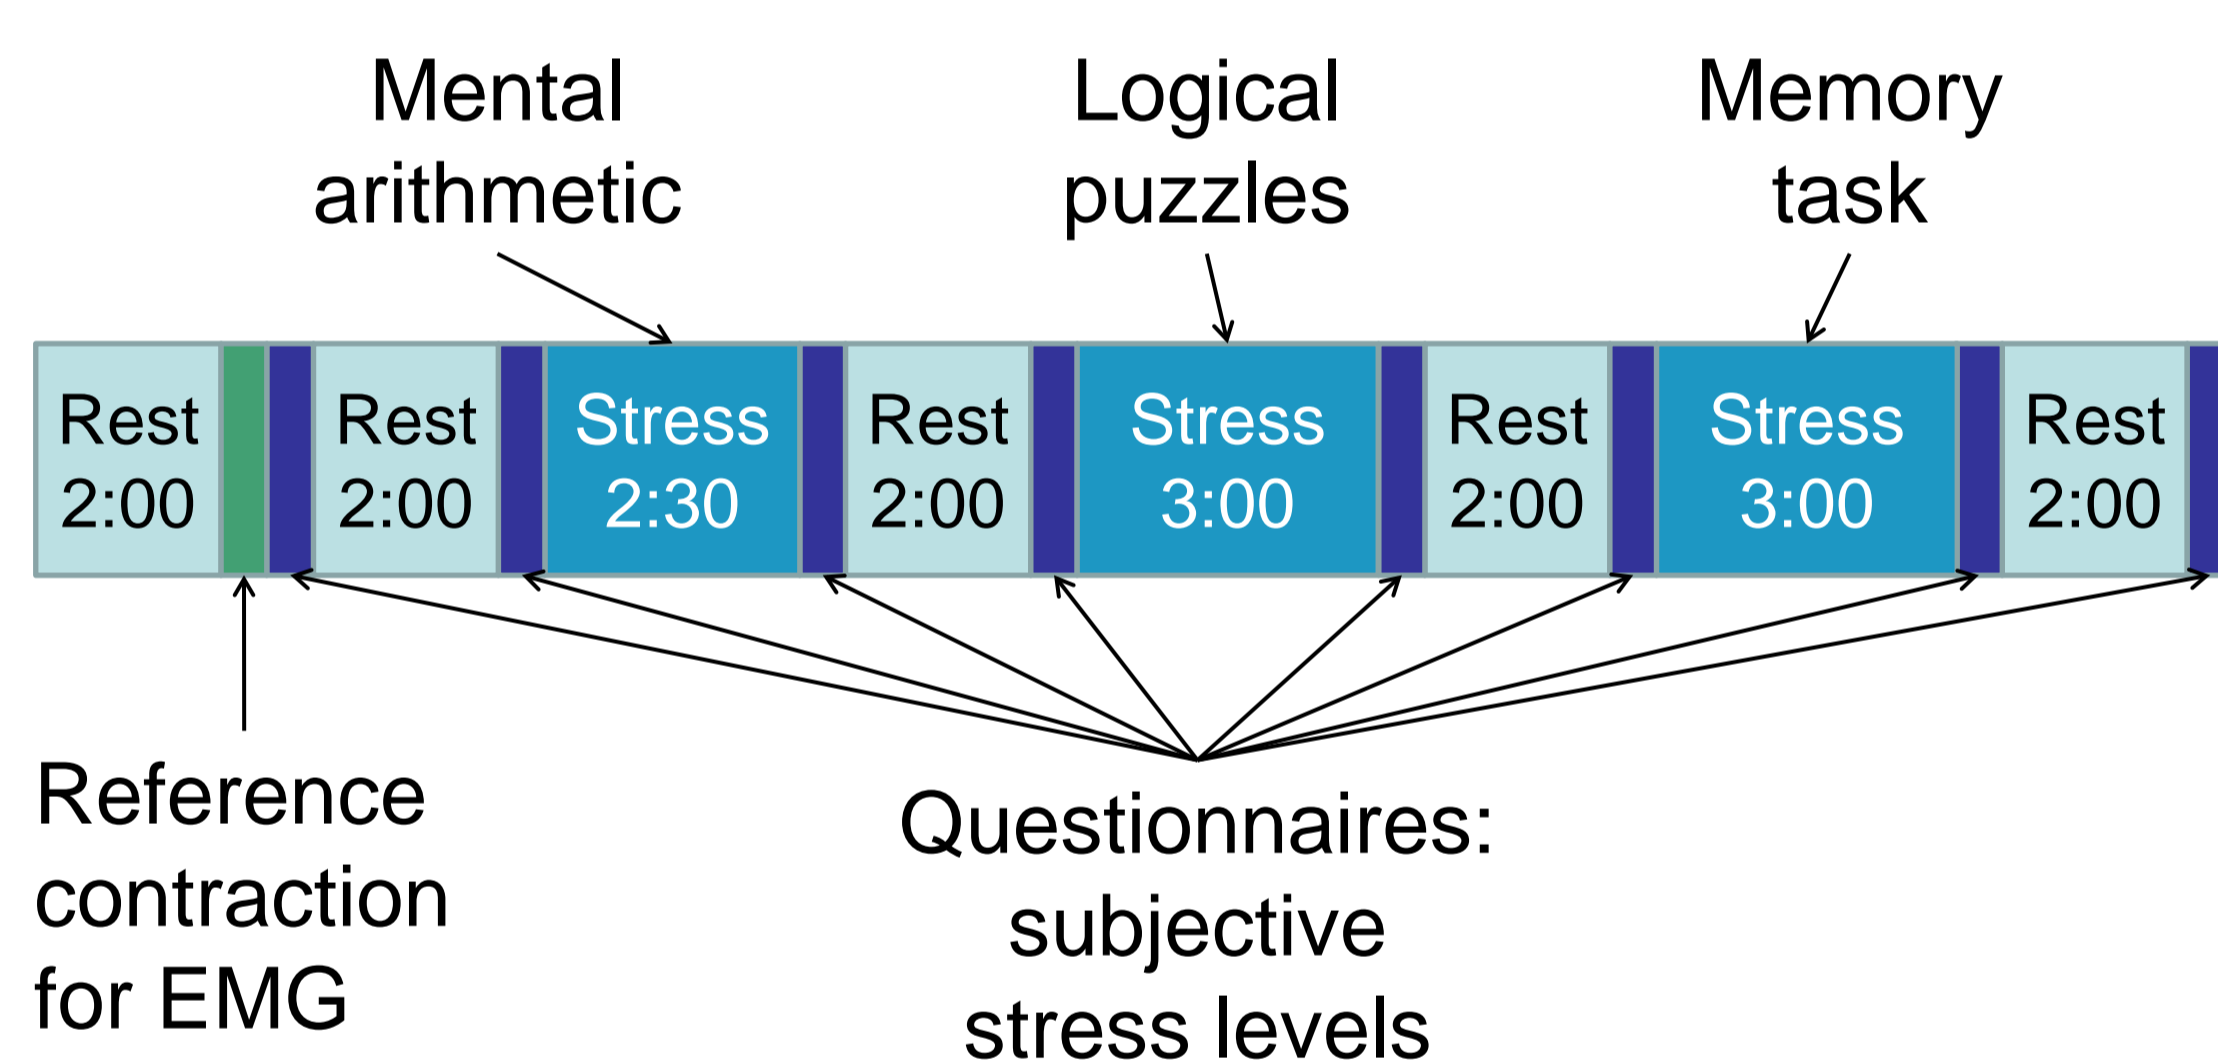 Mental
arithmetic
Logical
puzzles
Memory
task
Rest
2:00
Rest
2:00
Stress
2:30
Rest
2:00
Stress
3:00
Rest
2:00
Stress
3:00
Rest
2:00
Reference
contraction
for EMG
Questionnaires:
subjective
stress levels